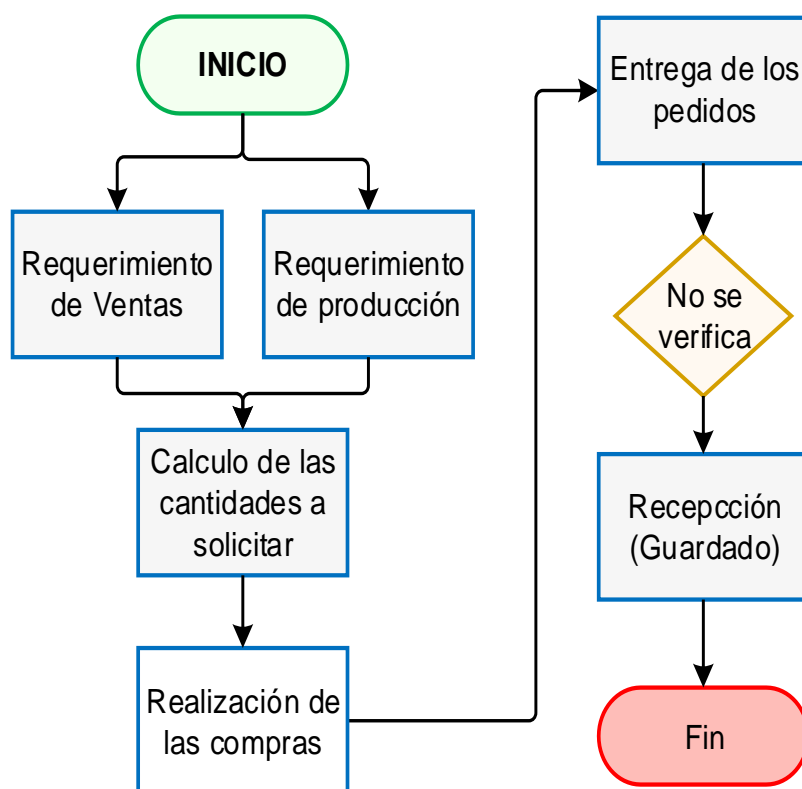 INICIO
Requerimiento
de Ventas
Requerimiento
de producción
Calculo de las
cantidades a
solicitar
Realización de
las compras
Entrega de los
pedidos
No se
verifica
Recepcción
(Guardado)
Fin